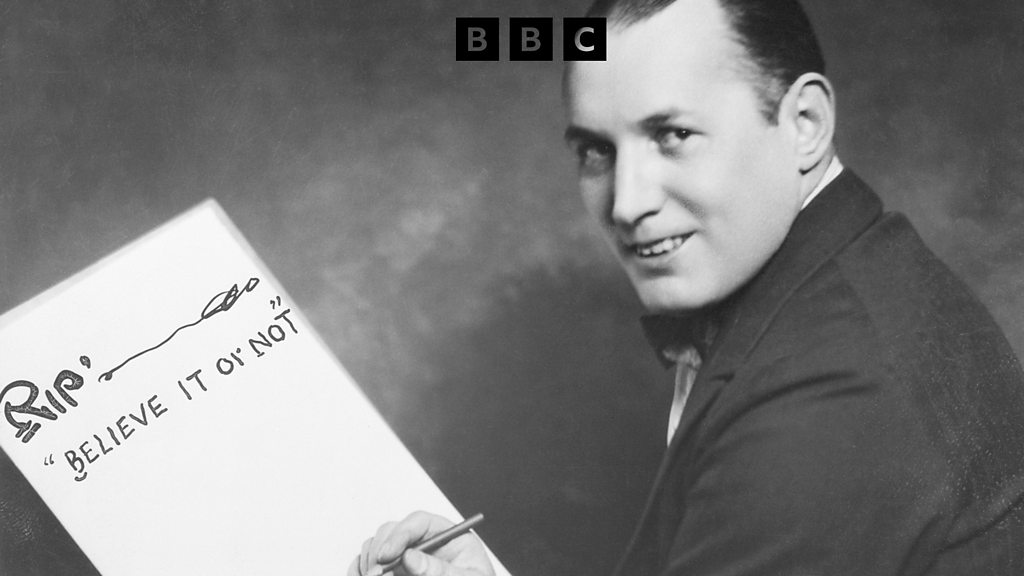 BBC
RIP'
"BELIEVE IT or NOT"